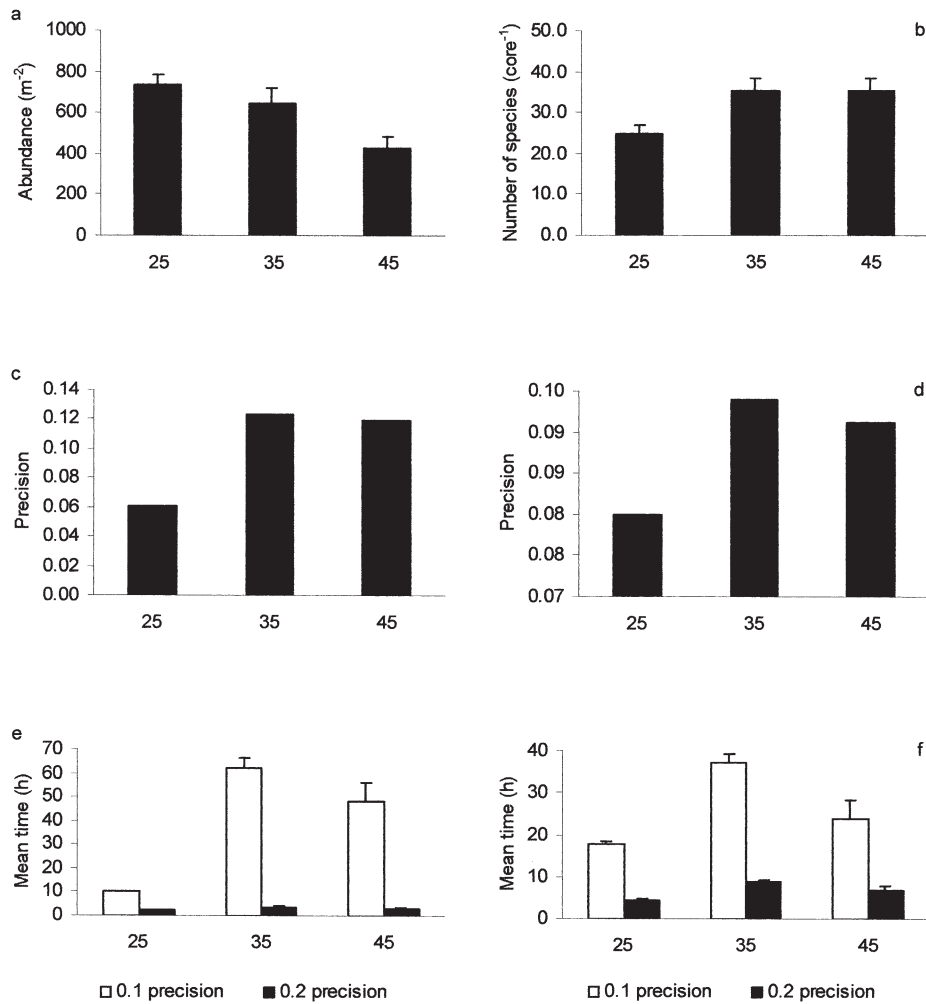 a
1000
800
600
400
200
0
Abundance (m⁻²)
25 35 45
b
50.0
40.0
30.0
20.0
10.0
0.0
Number of species (core⁻¹)
25 35 45
c
0.14
0.12
0.10
0.08
0.06
0.04
0.02
0.00
Precision
25 35 45
d
0.10
0.09
0.09
0.08
0.08
0.07
Precision
25 35 45
e
70
60
50
40
30
20
10
0
Mean time (h)
25 35 45
f
40
30
20
10
0
Mean time (h)
25 35 45
0.1 precision 0.2 precision
0.1 precision 0.2 precision